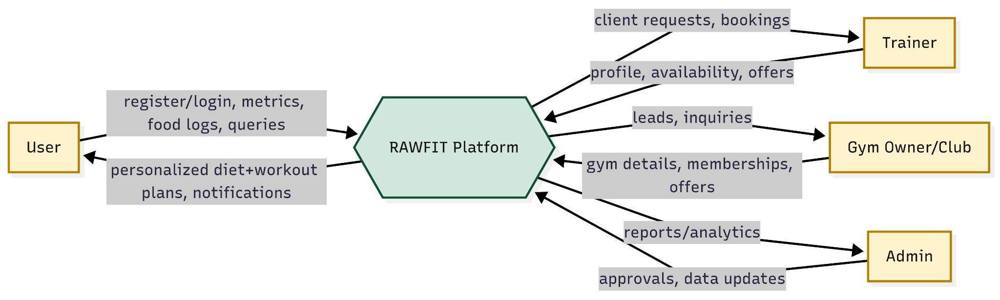 client requests, bookings
Trainer
profile, availability, offers
register/login, metrics,
food logs, queries
leads, inquiries
User
RAWFIT Platform
Gym Owner/Club
personalized diet+workout
plans, notifications
gym details, memberships,
offers
reports/analytics
Admin
approvals, data updates